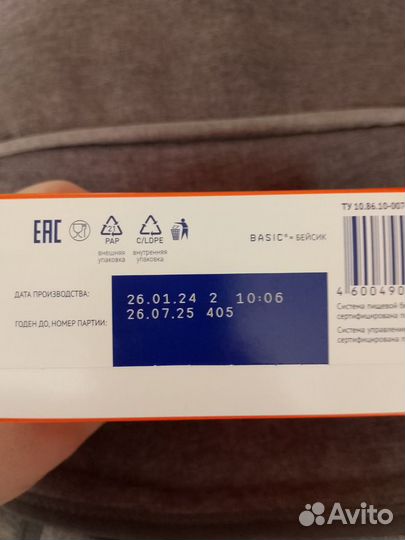 ТУ 10.86.10-007
EAC
21
PAP
внешняя
упаковка
C/LDPE
внутренняя
упаковка
BASIC®= БЕЙСИК
ДАТА ПРОИЗВОДСТВА:
26.01.24 2 10:06
ГОДЕН ДО, НОМЕР ПАРТИИ:
26.07.25 405
4 600490
Система пищевой
сертифицирована
Система
сертифицирована
Avito